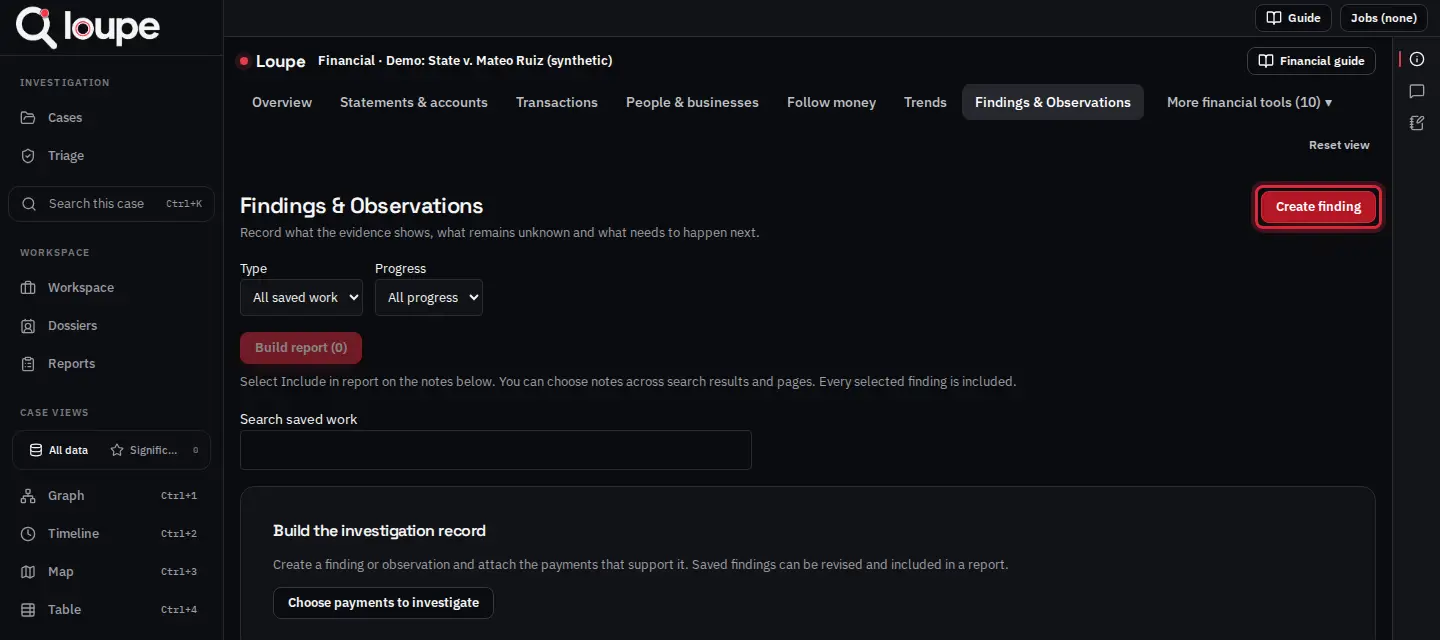 loupe
Guide
Jobs (none)
INVESTIGATION
Cases
Triage
Search this case Ctrl+K
WORKSPACE
Workspace
Dossiers
Reports
CASE VIEWS
All data
Signific... 0
Graph Ctrl+1
Timeline Ctrl+2
Map Ctrl+3
Table Ctrl+4
Loupe Financial · Demo: State v. Mateo Ruiz (synthetic)
Financial guide
Overview Statements & accounts Transactions People & businesses Follow money Trends Findings & Observations More financial tools (10) ▾
Reset view
Findings & Observations
Create finding
Record what the evidence shows, what remains unknown and what needs to happen next.
Type Progress
All saved work All progress
Build report (0)
Select Include in report on the notes below. You can choose notes across search results and pages. Every selected finding is included.
Search saved work
Build the investigation record
Create a finding or observation and attach the payments that support it. Saved findings can be revised and included in a report.
Choose payments to investigate